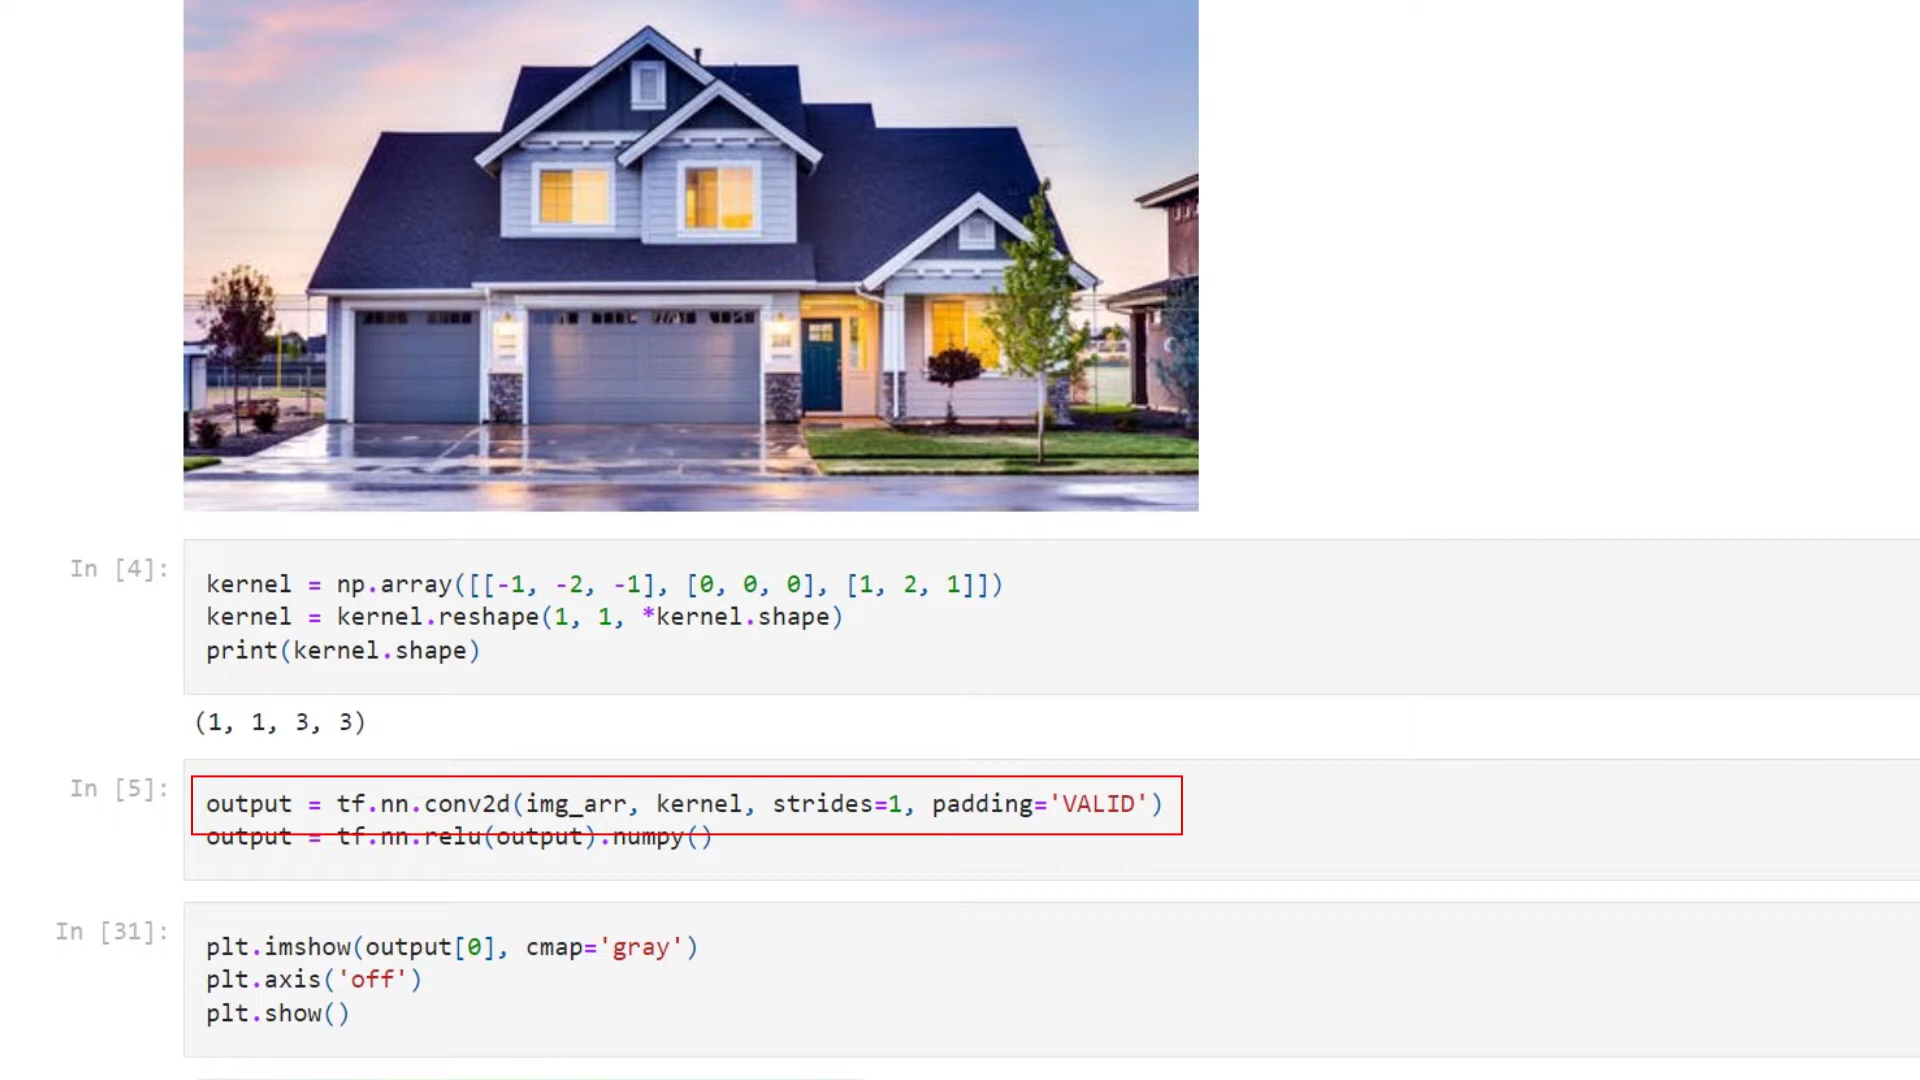 In [4]:
kernel = np.array([[-1, -2, -1], [0, 0, 0], [1, 2, 1]])
kernel = kernel.reshape(1, 1, *kernel.shape)
print(kernel.shape)
(1, 1, 3, 3)
In [5]:
output = tf.nn.conv2d(img_arr, kernel, strides=1, padding='VALID')
output = tf.nn.relu(output).numpy()
In [31]:
plt.imshow(output[0], cmap='gray')
plt.axis('off')
plt.show()